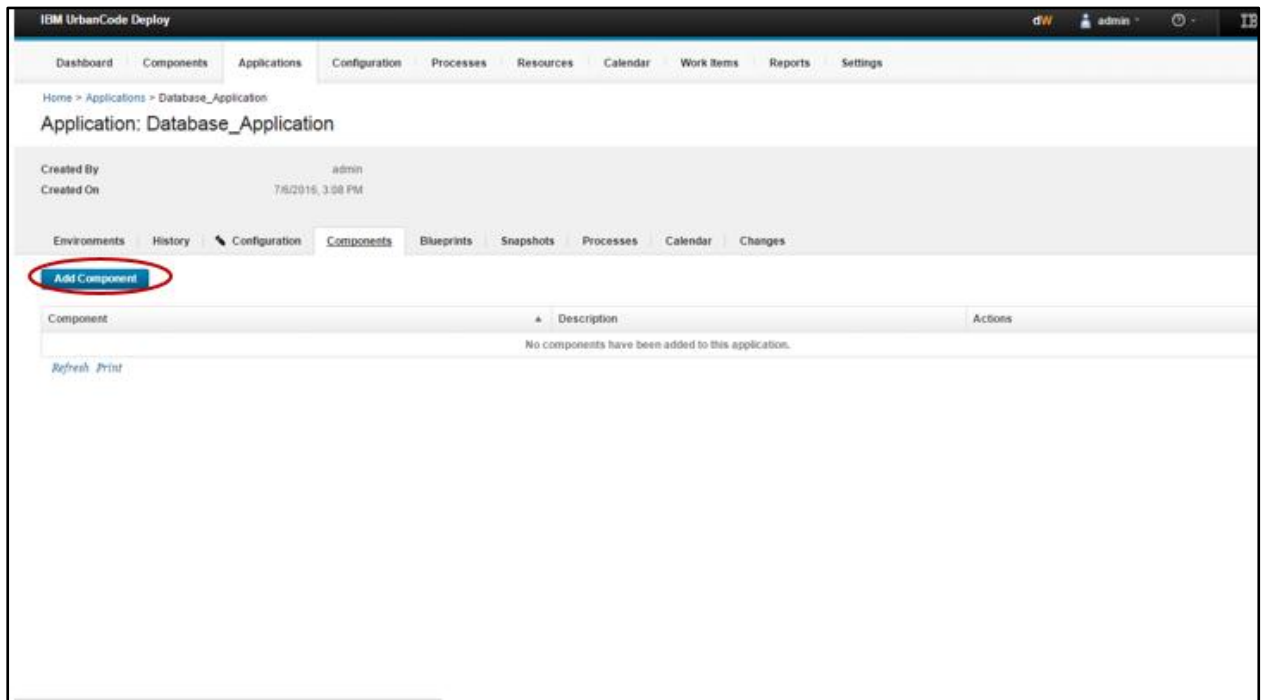 IBM UrbanCode Deploy dW admin
Dashboard Components Applications Configuration Processes Resources Calendar Work Items Reports Settings
Home > Applications > Database_Application
Application: Database_Application
Created By admin
Created On 7/6/2016, 3:08 PM
Environments History Configuration Components Blueprints Snapshots Processes Calendar Changes
Add Component
Component Description Actions
No components have been added to this application.
Refresh Print